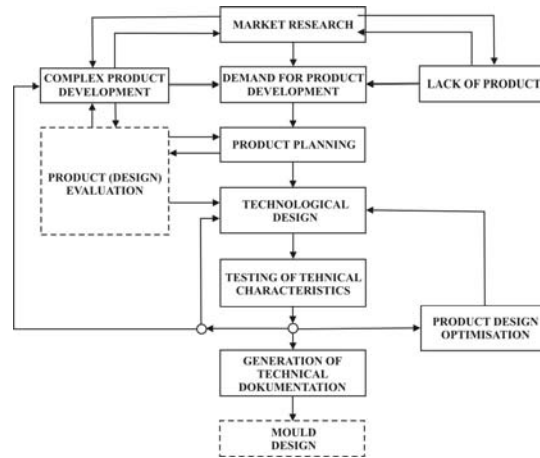 MARKET RESEARCH
COMPLEX PRODUCT
DEVELOPMENT
DEMAND FOR PRODUCT
DEVELOPMENT
LACK OF PRODUCT
PRODUCT (DESIGN)
EVALUATION
PRODUCT PLANNING
TECHNOLOGICAL
DESIGN
TESTING OF TEHNICAL
CHARACTERISTICS
PRODUCT DESIGN
OPTIMISATION
GENERATION OF
TECHNICAL
DOKUMENTATION
MOULD
DESIGN